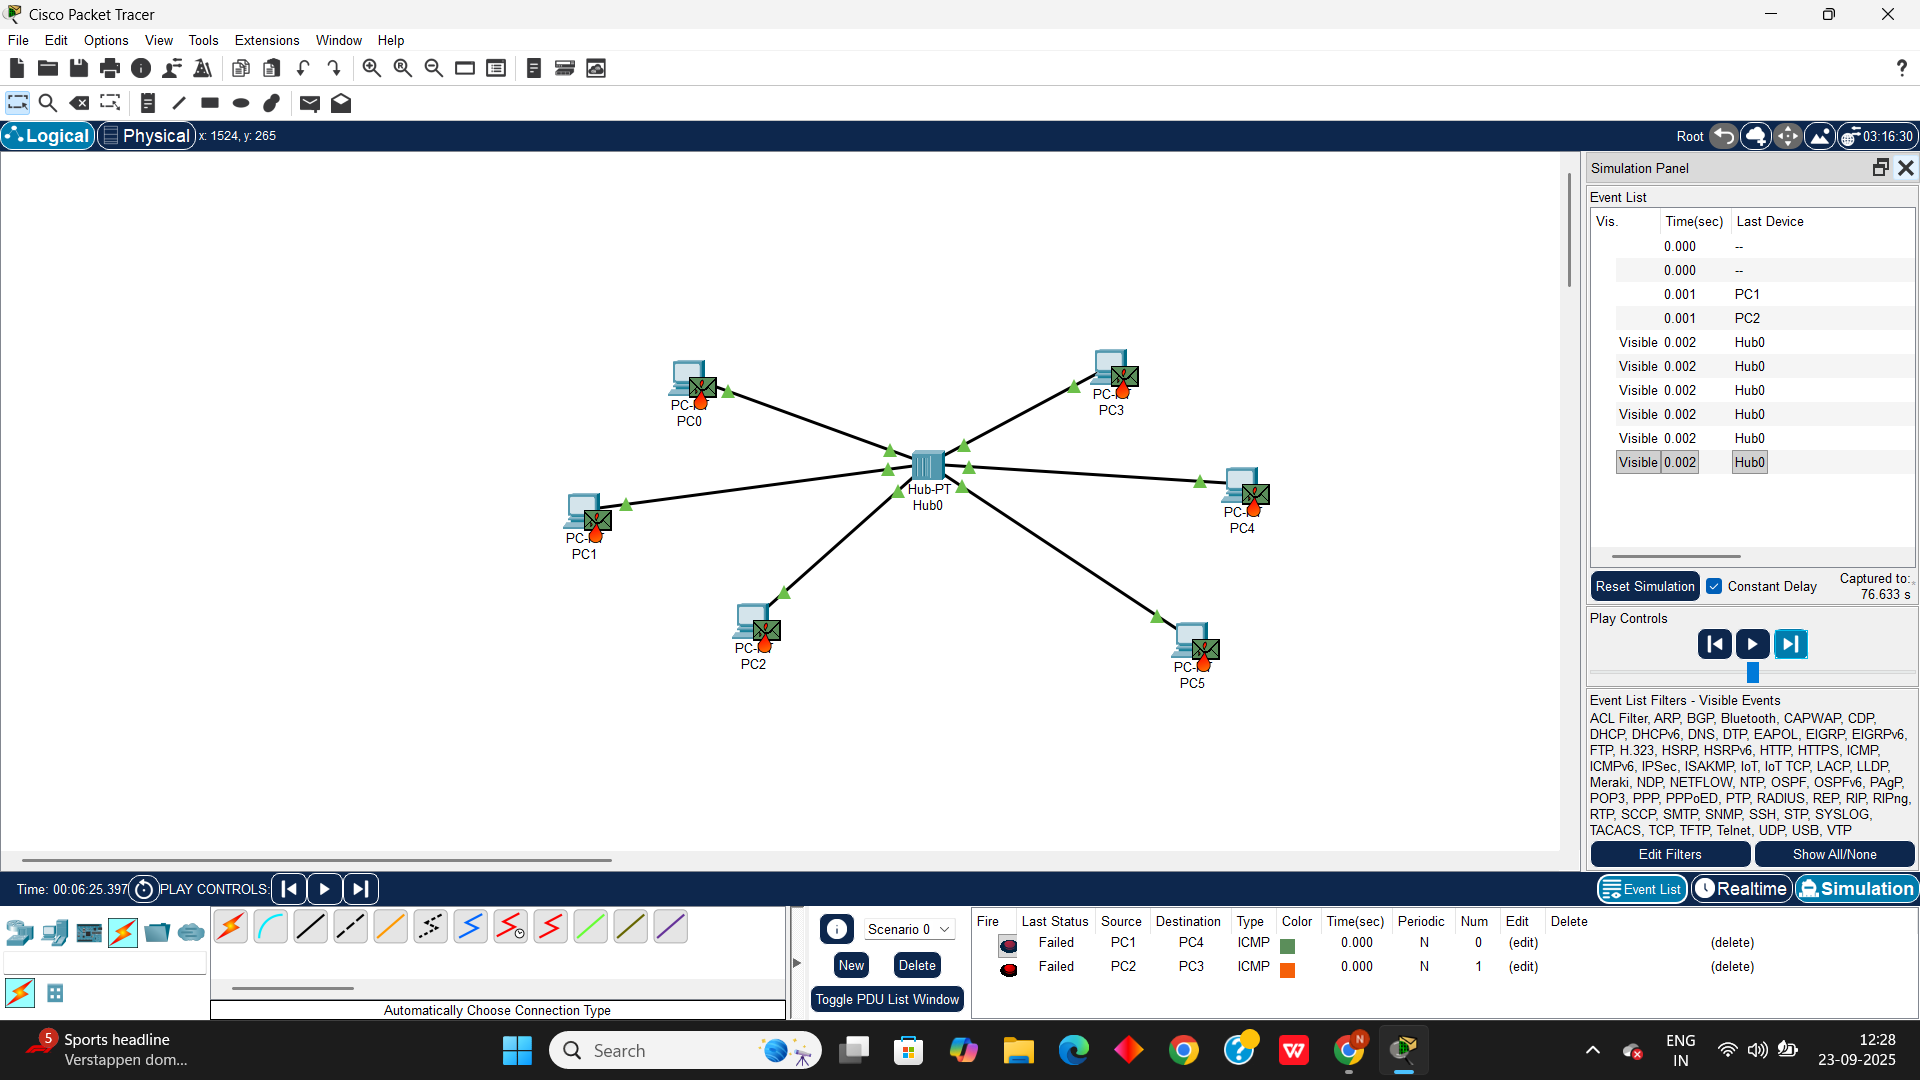 Cisco Packet Tracer
File Edit Options View Tools Extensions Window Help
?
Logical Physical x: 1524, y: 265 Root 03:16:30
Simulation Panel
Event List
Vis. Time(sec) Last Device
0.000 --
0.000 --
0.001 PC1
0.001 PC2
Visible 0.002 Hub0
Visible 0.002 Hub0
Visible 0.002 Hub0
Visible 0.002 Hub0
Visible 0.002 Hub0
Visible 0.002 Hub0
PC0
PC3
Hub-PT
Hub0
PC4
PC1
PC2
PC5
Reset Simulation Constant Delay Captured to:
76.633 s
Play Controls
Event List Filters - Visible Events
ACL Filter, ARP, BGP, Bluetooth, CAPWAP, CDP,
DHCP, DHCPv6, DNS, DTP, EAPOL, EIGRP, EIGRPv6,
FTP, H.323, HSRP, HSRPv6, HTTP, HTTPS, ICMP,
ICMPv6, IPSec, ISAKMP, IoT, IoT TCP, LACP, LLDP,
Meraki, NDP, NETFLOW, NTP, OSPF, OSPFv6, PAgP,
POP3, PPP, PPPoED, PTP, RADIUS, REP, RIP, RIPng,
RTP, SCCP, SMTP, SNMP, SSH, STP, SYSLOG,
TACACS, TCP, TFTP, Telnet, UDP, USB, VTP
Edit Filters Show All/None
Time: 00:06:25.397 PLAY CONTROLS: Event List Realtime Simulation
Scenario 0
New Delete
Toggle PDU List Window
Fire Last Status Source Destination Type Color Time(sec) Periodic Num Edit Delete
Failed PC1 PC4 ICMP 0.000 N 0 (edit) (delete)
Failed PC2 PC3 ICMP 0.000 N 1 (edit) (delete)
Automatically Choose Connection Type
5 Sports headline
Verstappen dom...
Search
N
ENG
IN
12:28
23-09-2025